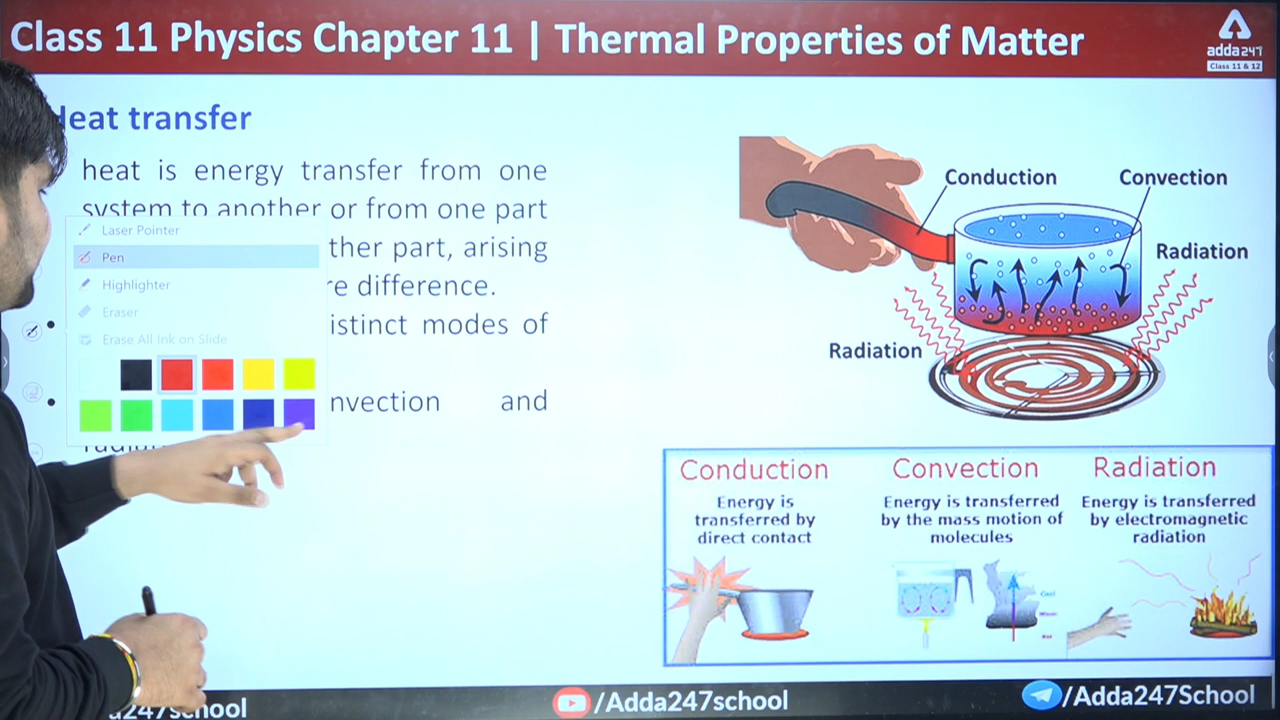 Class 11 Physics Chapter 11 | Thermal Properties of Matter
adda247
Class 11 & 12
Heat transfer
heat is energy transfer from one
system to another or from one part
ther part, arising
re difference.
istinct modes of
nvection and
Laser Pointer
Pen
Highlighter
Eraser
Erase All Ink on Slide
Conduction
Convection
Radiation
Radiation
Conduction
Energy is
transferred by
direct contact
Convection
Energy is transferred
by the mass motion of
molecules
Cool
Radiation
Energy is transferred
by electromagnetic
radiation
a247school
/Adda247school
/Adda247School